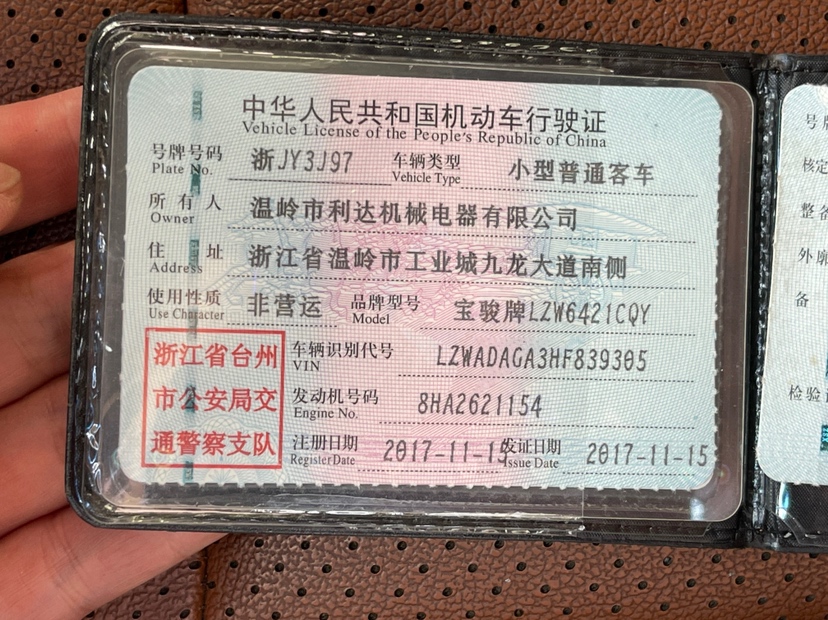 中华人民共和国机动车行驶证
Vehicle License of the People's Republic of China
号牌号码 浙JY3J97 车辆类型 小型普通客车
Plate No. Vehicle Type
所有人 温岭市利达机械电器有限公司
Owner
住址 浙江省温岭市工业城九龙大道南侧
Address
使用性质 非营运 品牌型号 宝骏牌LZW6421CQY
Use Character Model
浙江省台州
市公安局交
通警察支队
车辆识别代号 LZWADAGA3HF839305
VIN
发动机号码 8HA2621154
Engine No.
注册日期 2017-11-15 发证日期 2017-11-15
Register Date Issue Date
号
核定
整备
外廓
备
检验